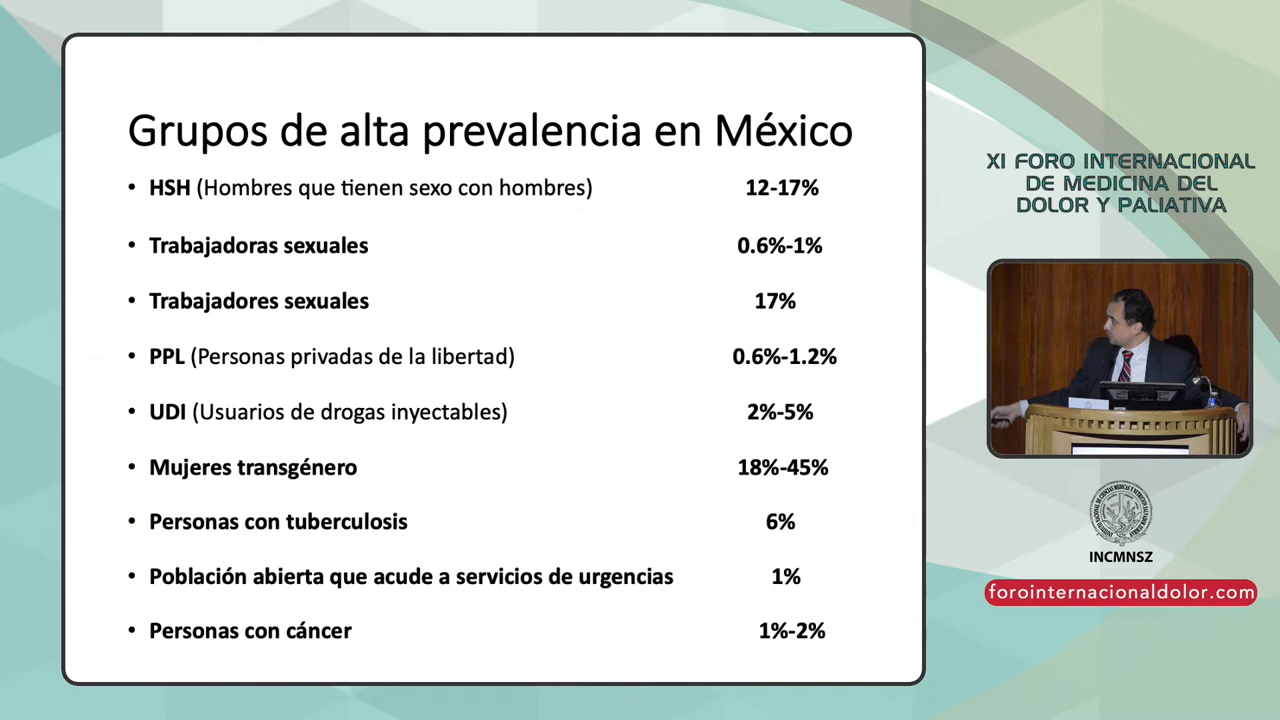 Grupos de alta prevalencia en México
• HSH (Hombres que tienen sexo con hombres) 12-17%
• Trabajadoras sexuales 0.6%-1%
• Trabajadores sexuales 17%
• PPL (Personas privadas de la libertad) 0.6%-1.2%
• UDI (Usuarios de drogas inyectables) 2%-5%
• Mujeres transgénero 18%-45%
• Personas con tuberculosis 6%
• Población abierta que acude a servicios de urgencias 1%
• Personas con cáncer 1%-2%
XI FORO INTERNACIONAL
DE MEDICINA DEL
DOLOR Y PALIATIVA
INCMNSZ
forointernacionaldolor.com